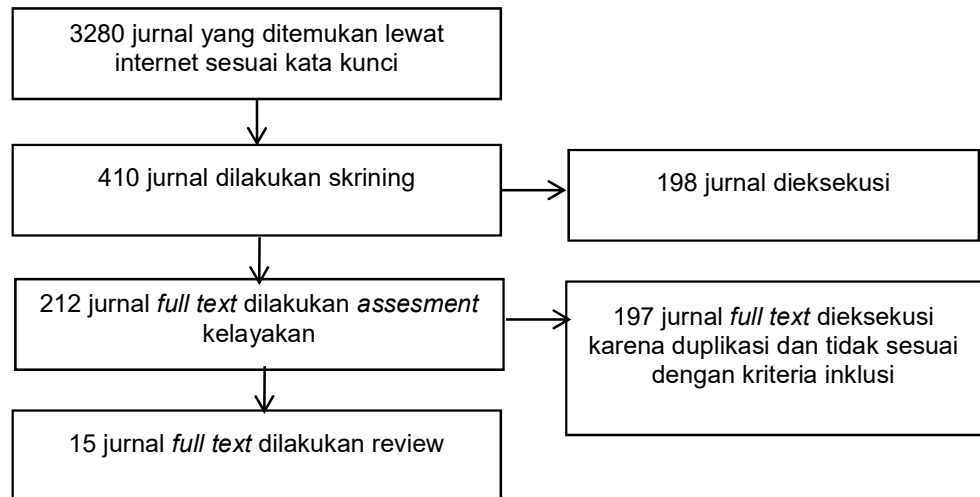 3280 jurnal yang ditemukan lewat
internet sesuai kata kunci
410 jurnal dilakukan skrining
198 jurnal dieksekusi
212 jurnal full text dilakukan assesment
kelayakan
197 jurnal full text dieksekusi
karena duplikasi dan tidak sesuai
dengan kriteria inklusi
15 jurnal full text dilakukan review